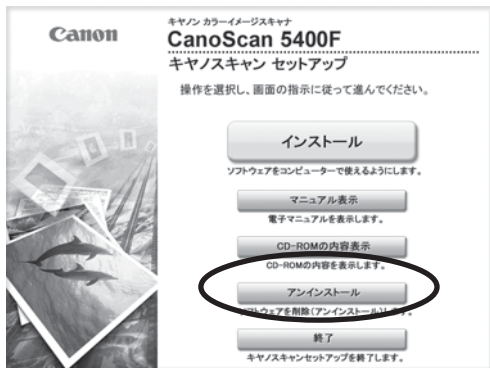 Canon
キヤノン カラーイメージスキャナ
CanoScan 5400F
キヤノスキャン セットアップ
操作を選択し、画面の指示に従って進んでください。
インストール
ソフトウェアをコンピューターで使えるようにします。
マニュアル表示
電子マニュアルを表示します。
CD-ROMの内容表示
CD-ROMの内容を表示します。
アンインストール
ソフトウェアを削除(アンインストール)します。
終了
キヤノスキャンセットアップを終了します。